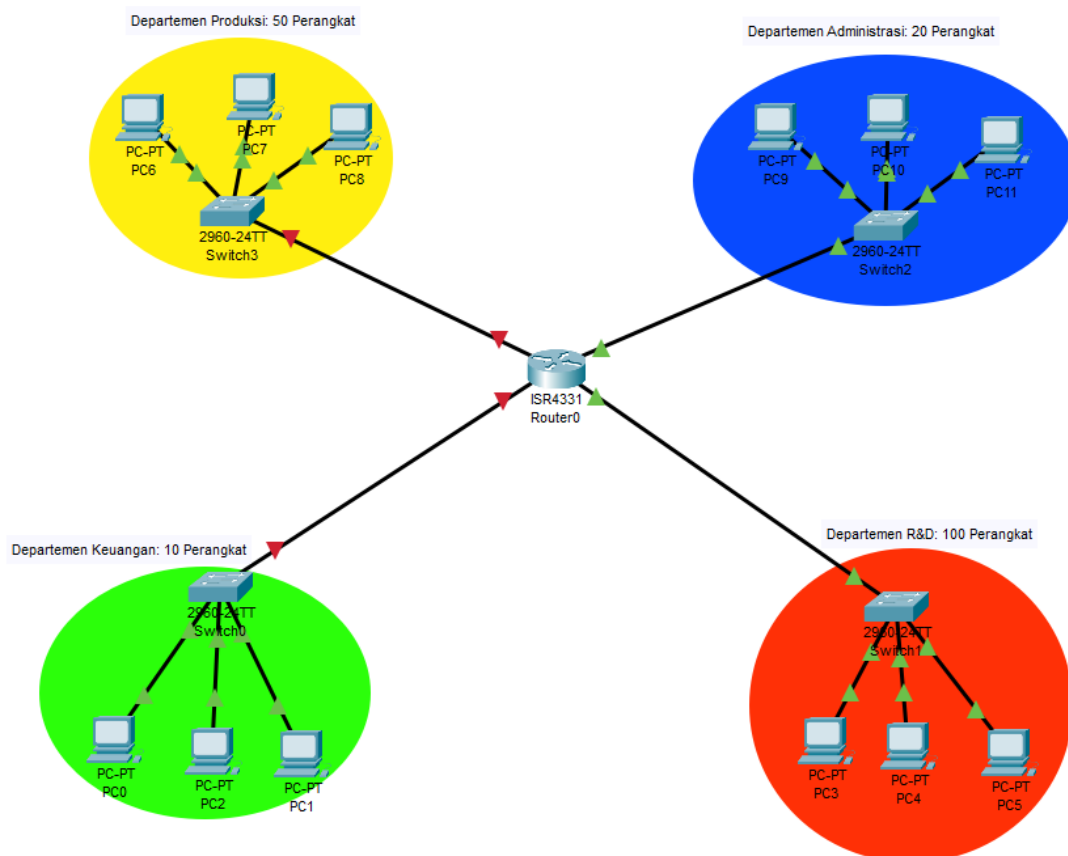 Departemen Produksi: 50 Perangkat
PC-PT
PC6
PC-PT
PC7
PC-PT
PC8
2960-24TT
Switch3
Departemen Administrasi: 20 Perangkat
PC-PT
PC9
PC-PT
PC10
PC-PT
PC11
2960-24TT
Switch2
ISR4331
Router0
Departemen Keuangan: 10 Perangkat
2960-24TT
Switch0
PC-PT
PC0
PC-PT
PC2
PC-PT
PC1
Departemen R&D: 100 Perangkat
2960-24TT
Switch1
PC-PT
PC3
PC-PT
PC4
PC-PT
PC5